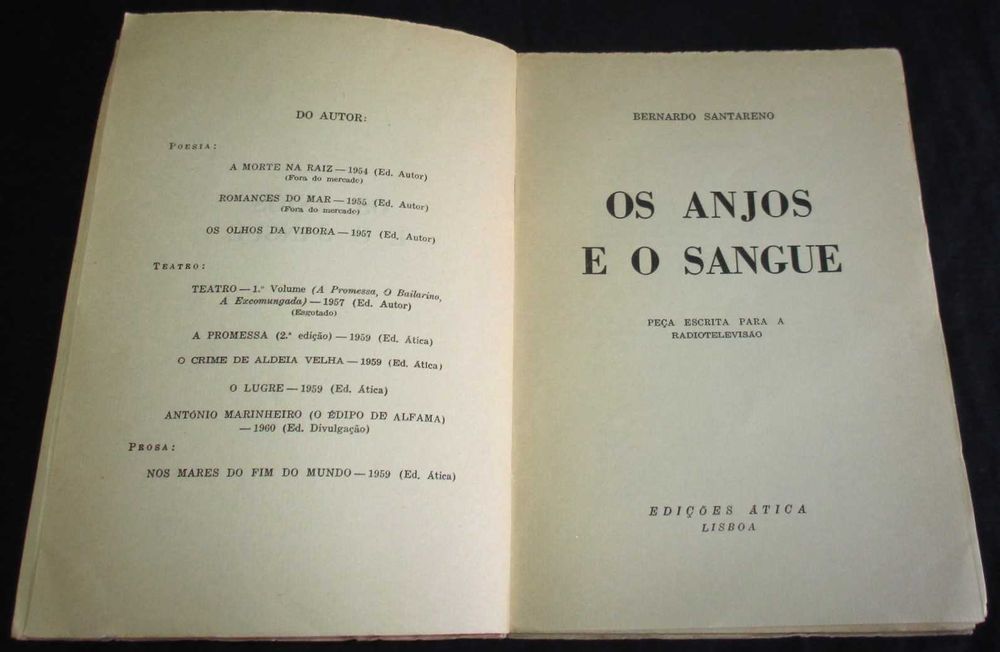 DO AUTOR:
POESIA:
A MORTE NA RAIZ — 1954 (Ed. Autor)
(Fora do mercado)
ROMANCES DO MAR — 1955 (Ed. Autor)
(Fora do mercado)
OS OLHOS DA VÍBORA — 1957 (Ed. Autor)
TEATRO:
TEATRO — 1.º Volume (A Promessa, O Bailarino,
A Excomungada) — 1957 (Ed. Autor)
(Esgotado)
A PROMESSA (2.ª edição) — 1959 (Ed. Ática)
O CRIME DE ALDEIA VELHA — 1959 (Ed. Ática)
O LUGRE — 1959 (Ed. Ática)
ANTÓNIO MARINHEIRO (O ÉDIPO DE ALFAMA)
— 1960 (Ed. Divulgação)
PROSA:
NOS MARES DO FIM DO MUNDO — 1959 (Ed. Ática)
BERNARDO SANTARENO
OS ANJOS
E O SANGUE
PEÇA ESCRITA PARA A
RADIOTELEVISÃO
EDIÇÕES ÁTICA
LISBOA